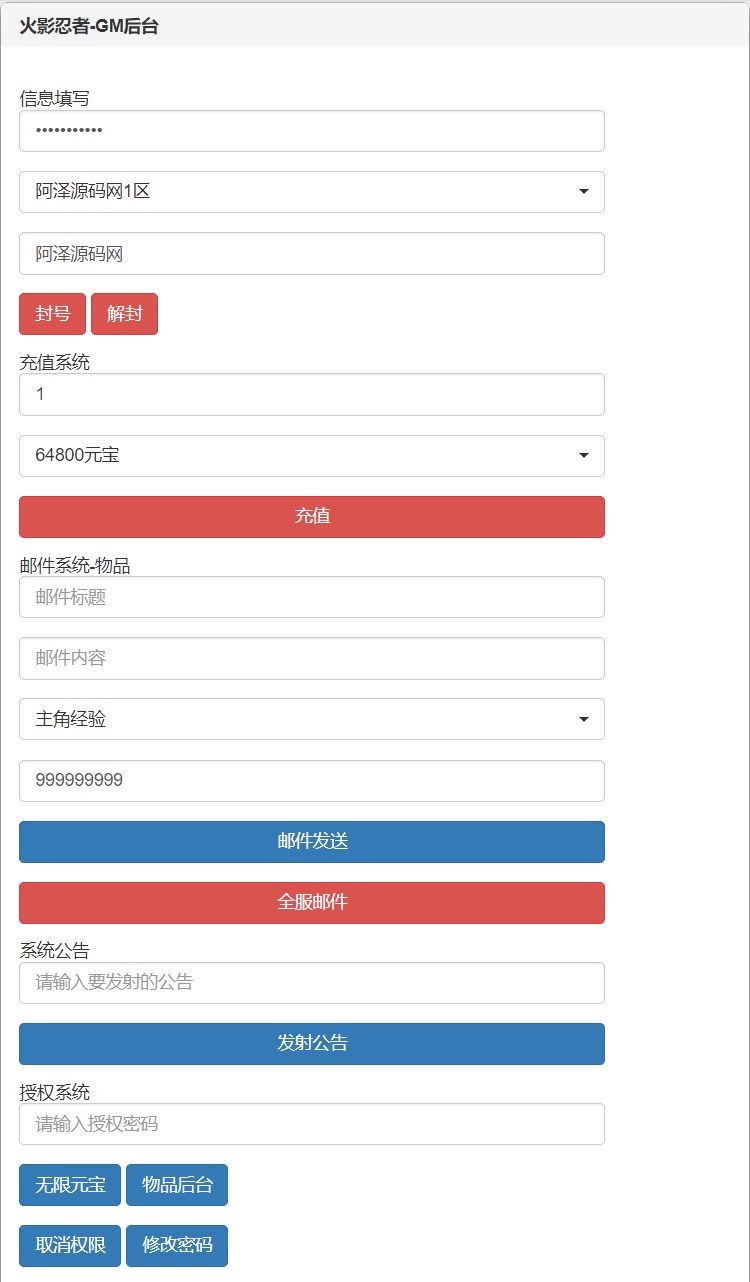 火影忍者-GM后台
信息填写
•••••••••••
阿泽源码网1区
阿泽源码网
封号 解封
充值系统
1
64800元宝
充值
邮件系统-物品
邮件标题
邮件内容
主角经验
999999999
邮件发送
全服邮件
系统公告
请输入要发射的公告
发射公告
授权系统
请输入授权密码
无限元宝 物品后台
取消权限 修改密码